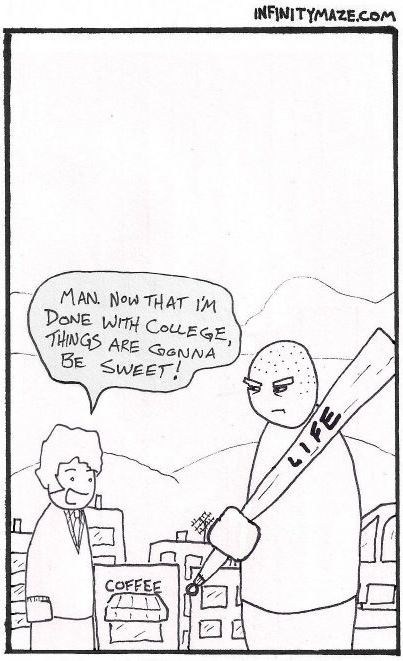 INFINITYMAZE.COM
MAN. NOW THAT I'M
DONE WITH COLLEGE,
THINGS ARE GONNA
BE SWEET!
LIFE
COFFEE